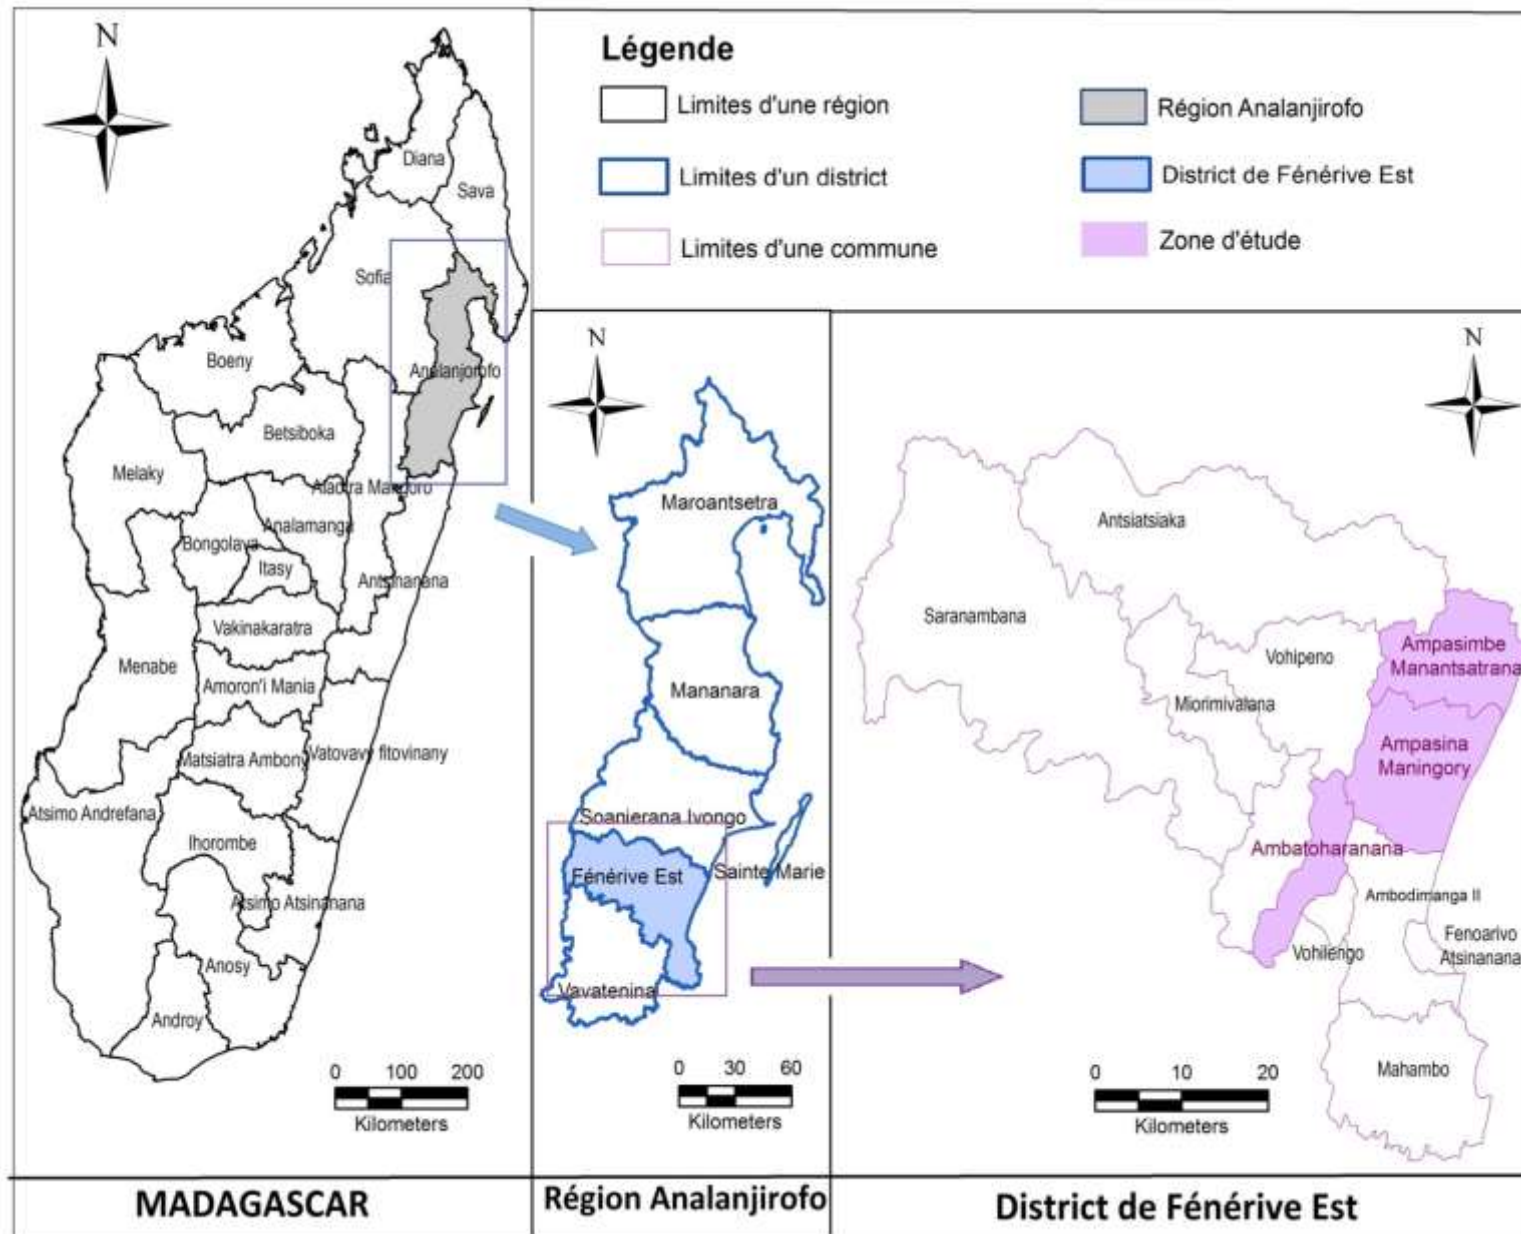 N
Diana
Sava
Sofia
Analanjorofo
Boeny
Betsiboka
Melaky
Alaotra Mangoro
Analamanga
Bongolava
Itasy
Antsinanana
Vakinakaratra
Menabe
Amoron'i Mania
Matsiatra Ambony
Vatovavy fitovinany
Atsimo Andrefana
Ihorombe
Atsimo Atsinanana
Anosy
Androy
0 100 200
Kilometers
MADAGASCAR
Légende
Limites d'une région
Limites d'un district
Limites d'une commune
Région Analanjirofo
District de Fénérive Est
Zone d'étude
N
Maroantsetra
Mananara
Soanierana Ivongo
Fénérive Est
Sainte Marie
Vavatenina
0 30 60
Kilometers
Région Analanjirofo
N
Antsiatsiaka
Saranambana
Vohipeno
Ampasimbe
Manantsatrana
Miorimivalana
Ampasina
Maningory
Ambatoharanana
Ambodimanga II
Vohilengo
Fenoarivo
Atsinanana
Mahambo
0 10 20
Kilometers
District de Fénérive Est